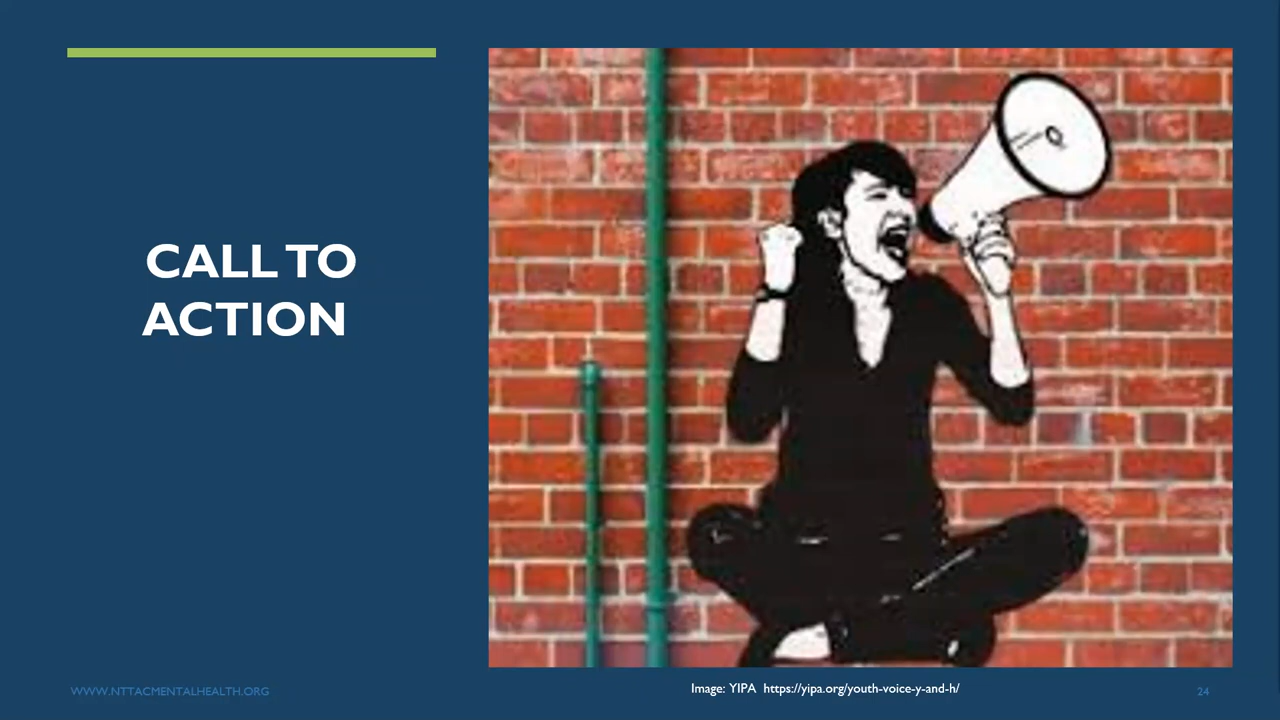 CALL TO
ACTION
WWW.NTTACMENTALHEALTH.ORG
Image: YIPA https://yipa.org/youth-voice-y-and-h/
24